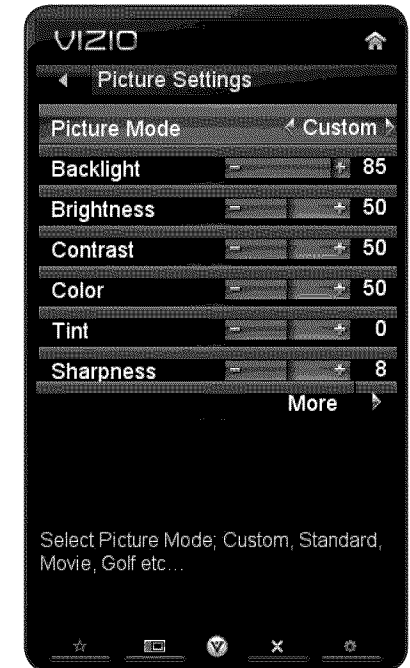 VIZIO
Picture Settings
Picture Mode Custom
Backlight - + 85
Brightness - + 50
Contrast - + 50
Color - + 50
Tint - + 0
Sharpness - + 8
More
Select Picture Mode; Custom, Standard,
Movie, Golf etc...
V